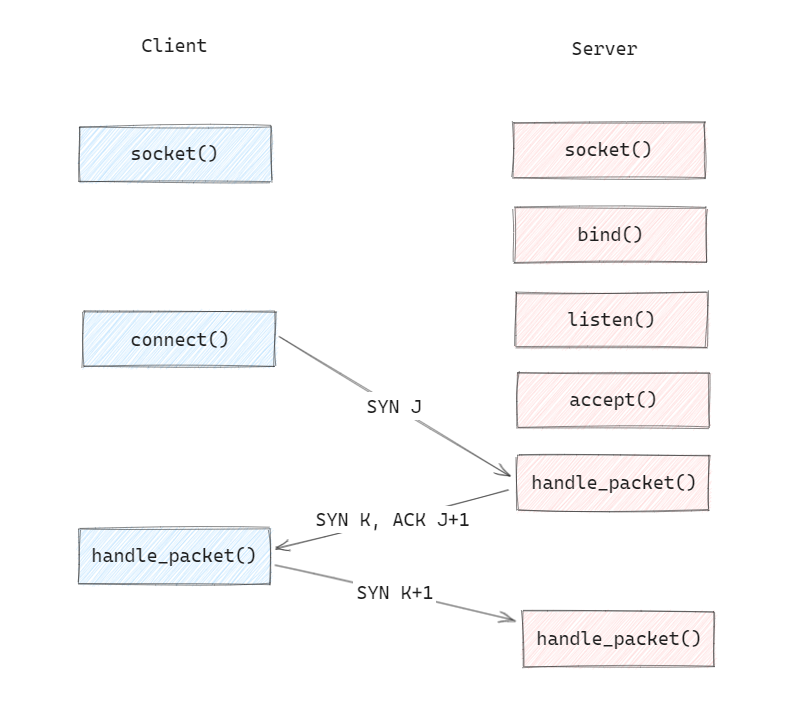 Client
Server
socket()
socket()
bind()
listen()
connect()
accept()
SYN J
handle_packet()
SYN K, ACK J+1
handle_packet()
SYN K+1
handle_packet()